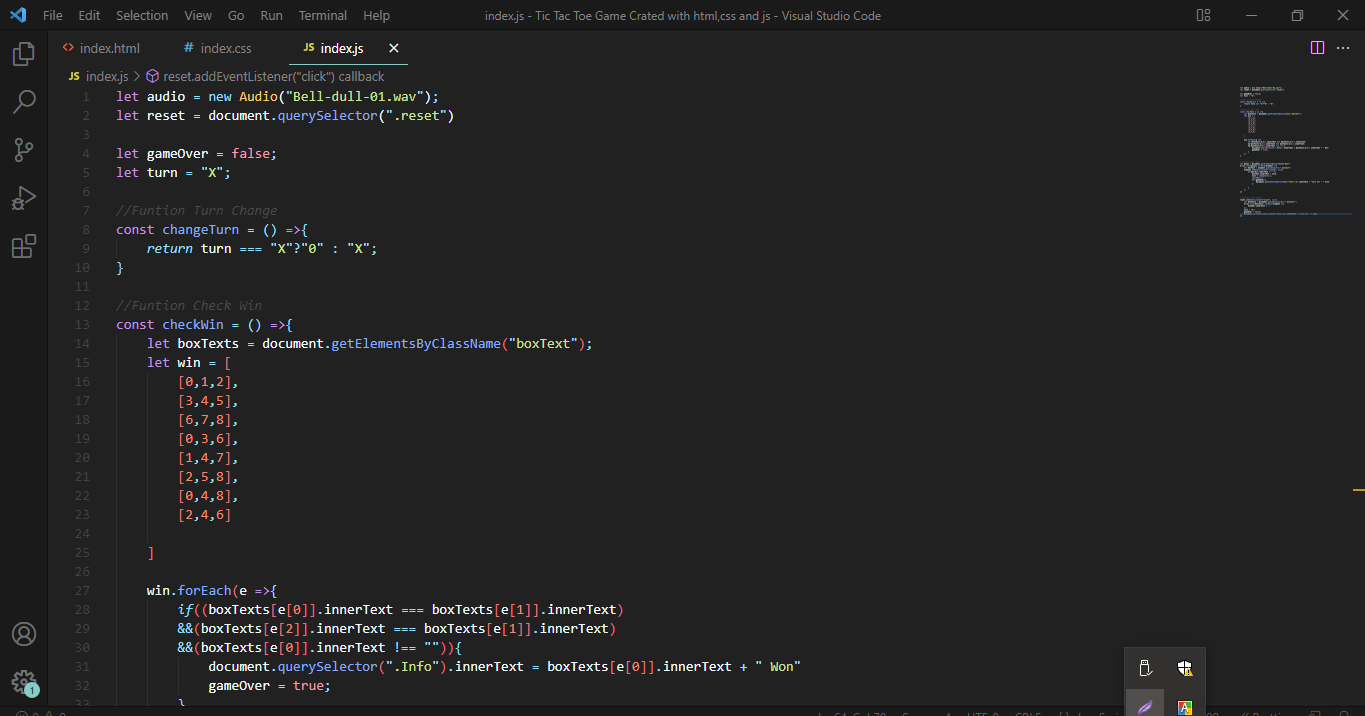 File Edit Selection View Go Run Terminal Help index.js - Tic Tac Toe Game Crated with html,css and js - Visual Studio Code
<> index.html # index.css JS index.js
JS index.js > reset.addEventListener("click") callback
1 let audio = new Audio("Bell-dull-01.wav");
2 let reset = document.querySelector(".reset")
3
4 let gameOver = false;
5 let turn = "X";
6
7 //Funtion Turn Change
8 const changeTurn = () =>{
9 return turn === "X"?"0" : "X";
10 }
11
12 //Funtion Check Win
13 const checkWin = () =>{
14 let boxTexts = document.getElementsByClassName("boxText");
15 let win = [
16 [0,1,2],
17 [3,4,5],
18 [6,7,8],
19 [0,3,6],
20 [1,4,7],
21 [2,5,8],
22 [0,4,8],
23 [2,4,6]
24
25 ]
26
27 win.forEach(e =>{
28 if((boxTexts[e[0]].innerText === boxTexts[e[1]].innerText)
29 &&(boxTexts[e[2]].innerText === boxTexts[e[1]].innerText)
30 &&(boxTexts[e[0]].innerText !== "")){
31 document.querySelector(".Info").innerText = boxTexts[e[0]].innerText + " Won"
32 gameOver = true;
33 }
1